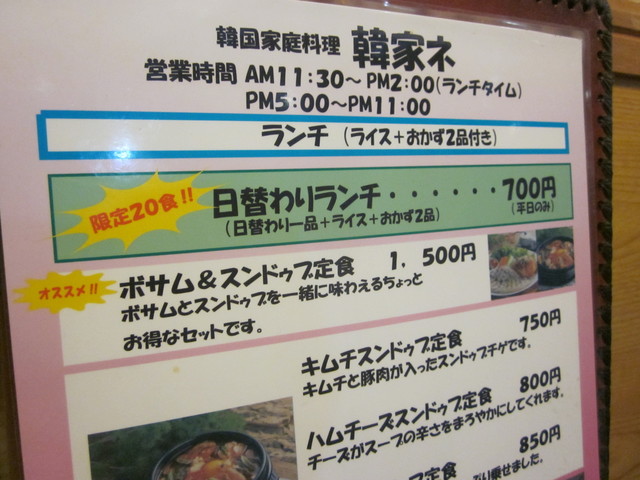 韓国家庭料理 韓家ネ
営業時間 AM11:30～PM2:00(ランチタイム)
PM5:00～PM11:00
ランチ (ライス+おかず2品付き)
限定20食!! 日替わりランチ・・・・・・700円
(日替わり一品+ライス+おかず2品) (平日のみ)
オススメ!! ボサム&スンドゥブ定食 1,500円
ボサムとスンドゥブを一緒に味わえるちょっと
お得なセットです。
キムチスンドゥブ定食 750円
キムチと豚肉が入ったスンドゥブチゲです。
ハムチーズスンドゥブ定食 800円
チーズがスープの辛さをまろやかにしてくれます。
定食 850円
乗せました。